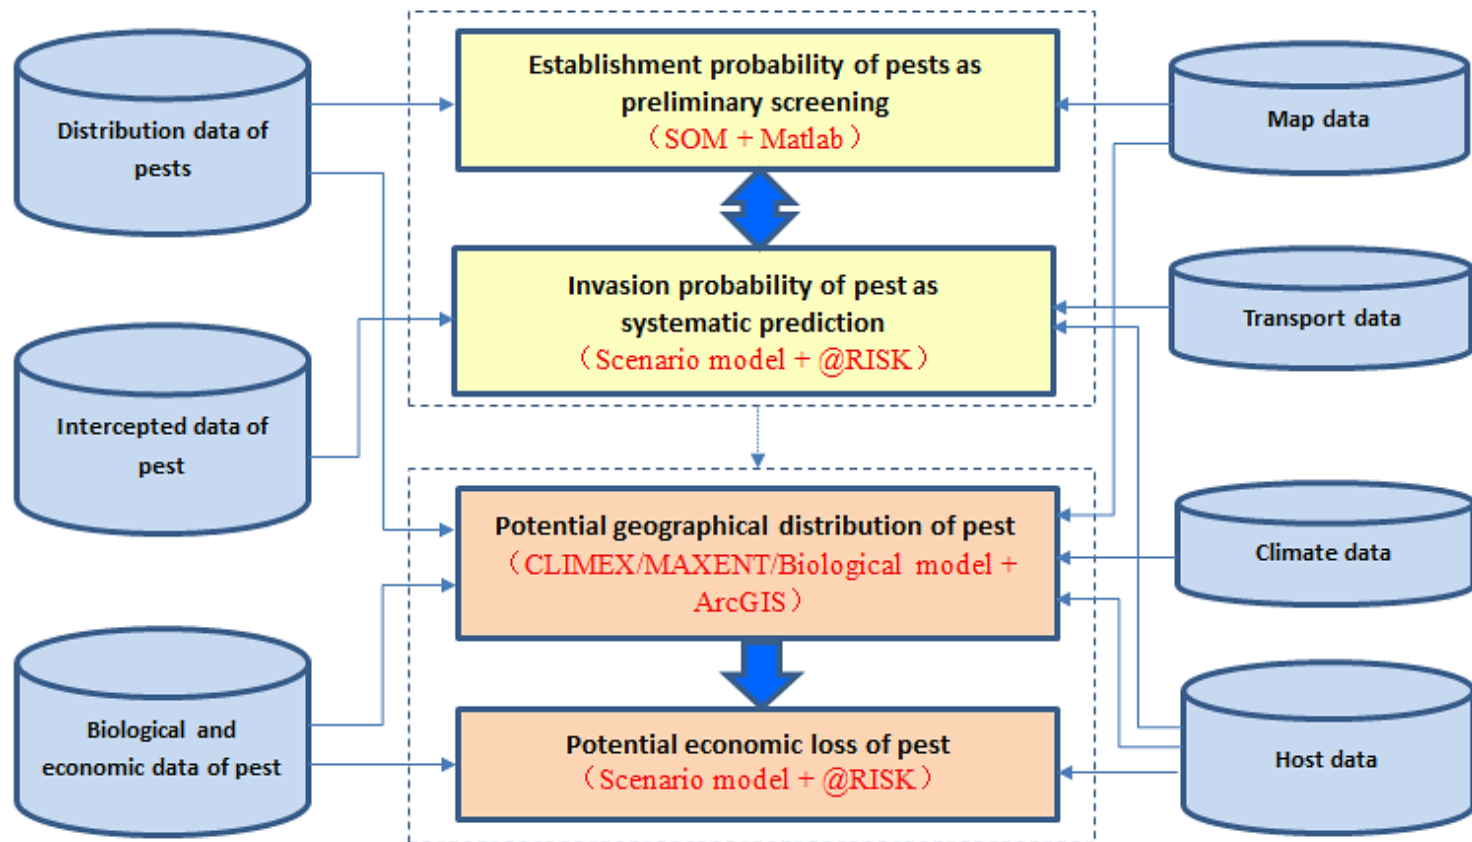 Establishment probability of pests as
preliminary screening
（SOM + Matlab）
Distribution data of
pests
Map data
Invasion probability of pest as
systematic prediction
（Scenario model + @RISK）
Transport data
Intercepted data of
pest
Potential geographical distribution of pest
（CLIMEX/MAXENT/Biological model +
ArcGIS）
Climate data
Biological and
economic data of pest
Potential economic loss of pest
（Scenario model + @RISK）
Host data